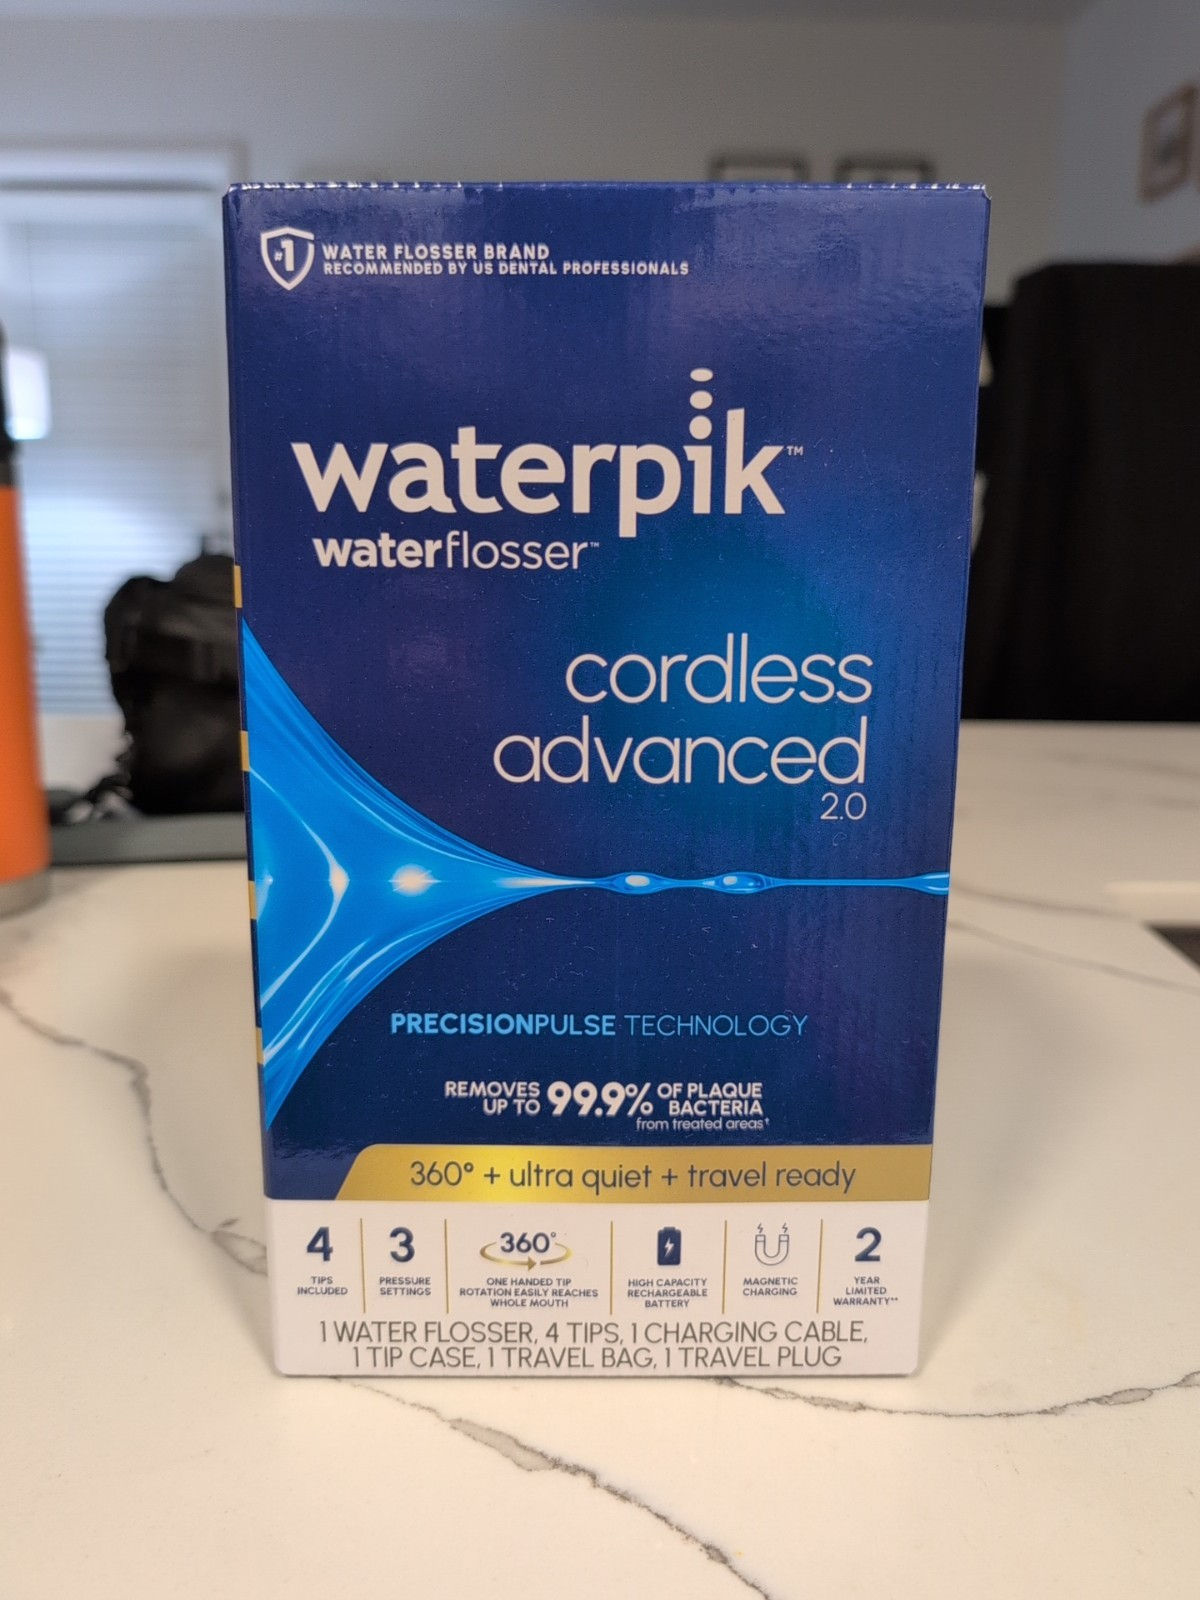 #1 WATER FLOSSER BRAND
RECOMMENDED BY US DENTAL PROFESSIONALS
waterpik™
waterflosser™
cordless
advanced
2.0
PRECISIONPULSE TECHNOLOGY
REMOVES UP TO 99.9% OF PLAQUE BACTERIA
from treated areas†
360° + ultra quiet + travel ready
4
TIPS
INCLUDED
3
PRESSURE
SETTINGS
360°
ONE HANDED TIP
ROTATION EASILY REACHES
WHOLE MOUTH
HIGH CAPACITY
RECHARGEABLE
BATTERY
MAGNETIC
CHARGING
2
YEAR
LIMITED
WARRANTY**
1 WATER FLOSSER, 4 TIPS, 1 CHARGING CABLE,
1 TIP CASE, 1 TRAVEL BAG, 1 TRAVEL PLUG